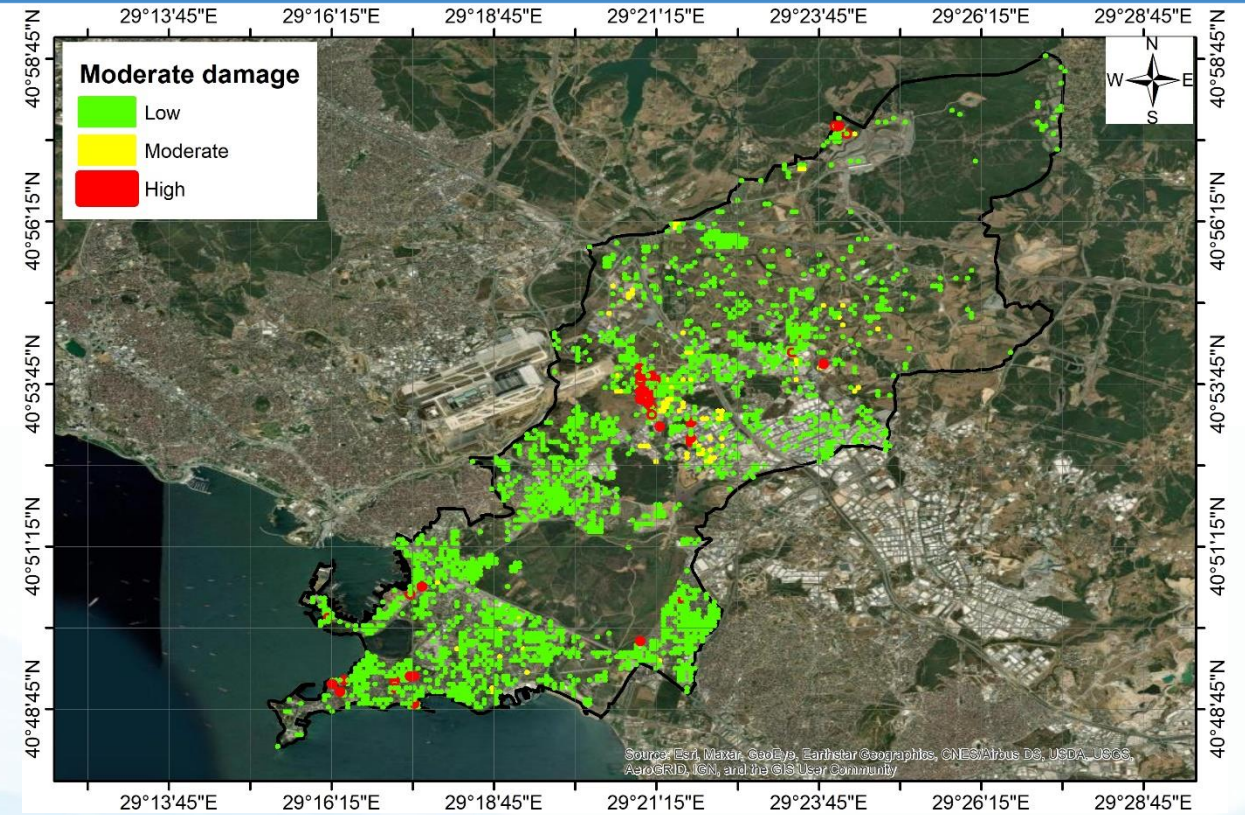 29°13'45"E 29°16'15"E 29°18'45"E 29°21'15"E 29°23'45"E 29°26'15"E 29°28'45"E
40°58'45"N
40°56'15"N
40°53'45"N
40°51'15"N
40°48'45"N
Moderate damage
Low
Moderate
High
N
W E
S
40°58'45"N
40°56'15"N
40°53'45"N
40°51'15"N
40°48'45"N
Source: Esri, Maxar, GeoEye, Earthstar Geographics, CNES/Airbus DS, USDA, USGS,
AeroGRID, IGN, and the GIS User Community
29°13'45"E 29°16'15"E 29°18'45"E 29°21'15"E 29°23'45"E 29°26'15"E 29°28'45"E